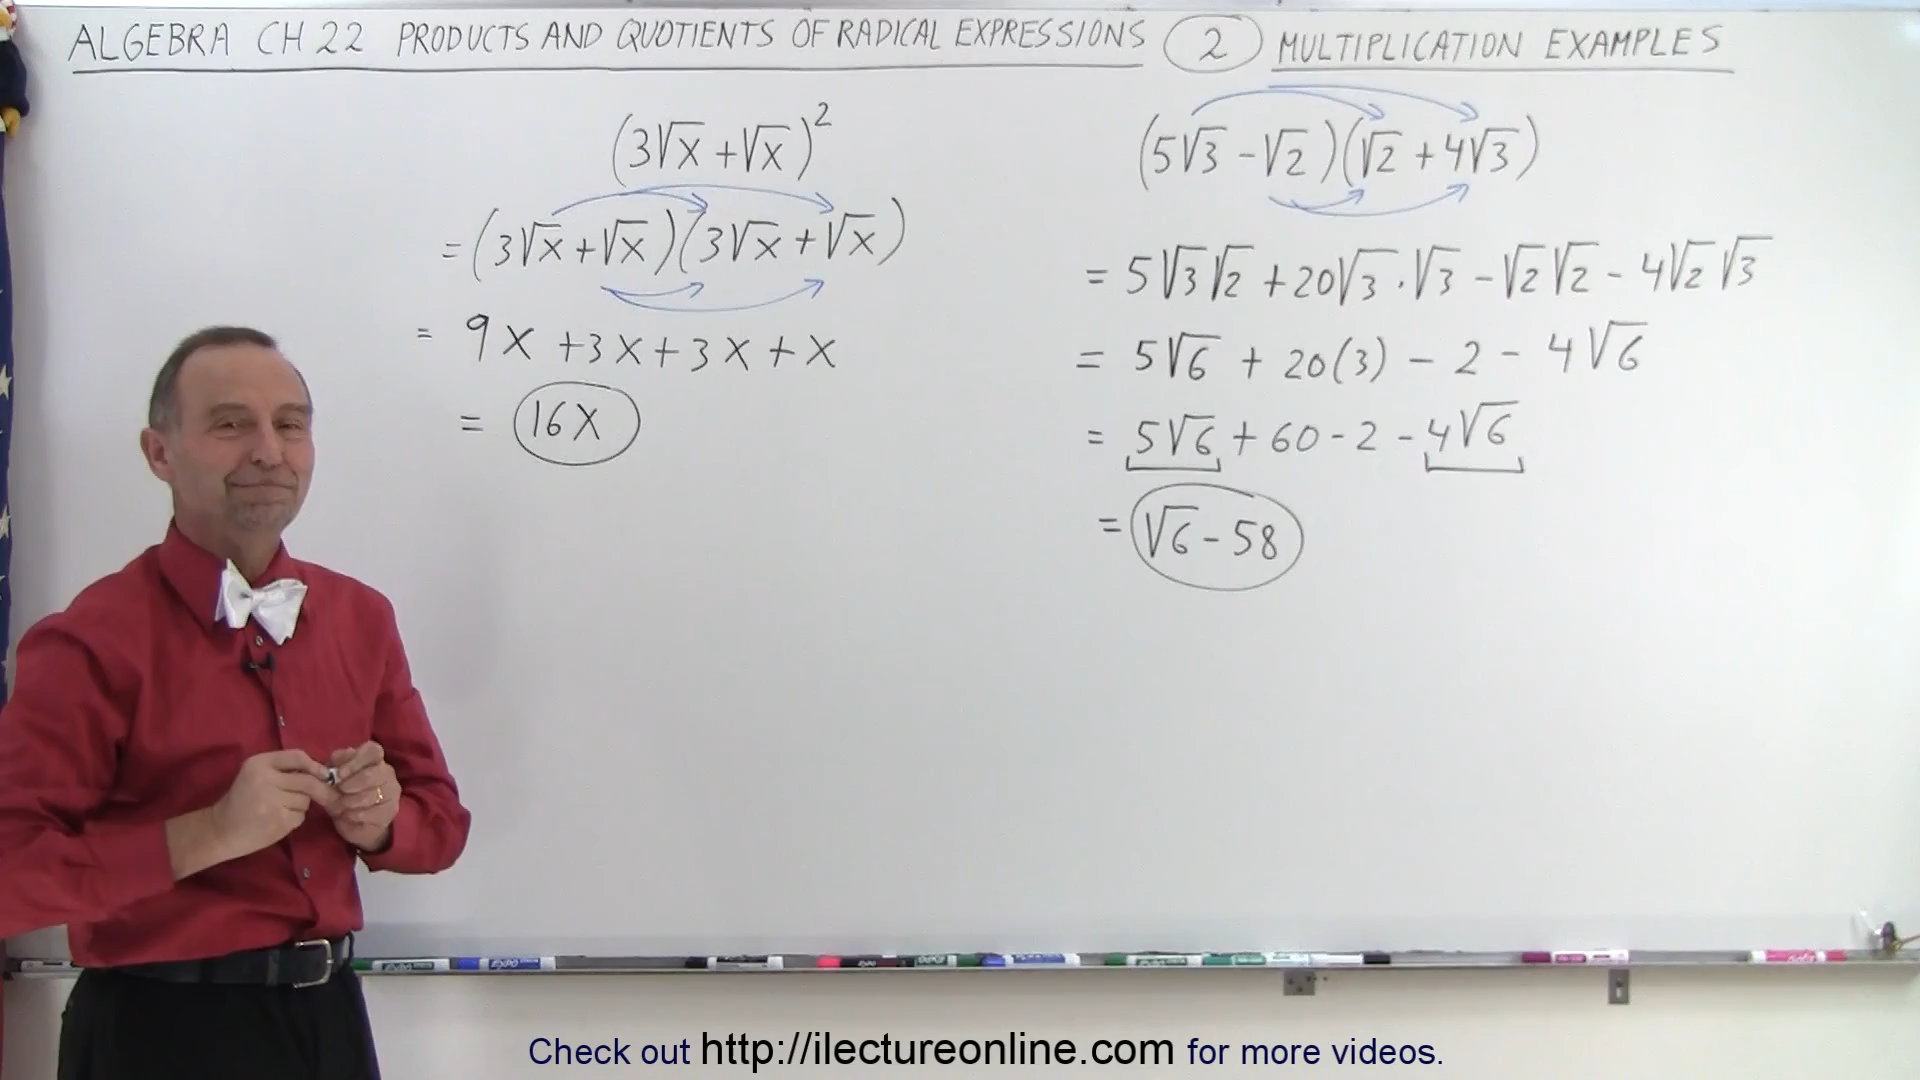 ALGEBRA CH 22 PRODUCTS AND QUOTIENTS OF RADICAL EXPRESSIONS 2 MULTIPLICATION EXAMPLES
(3√x + √x)²
= (3√x + √x)(3√x + √x)
= 9x + 3x + 3x + x
= 16x
(5√3 - √2)(√2 + 4√3)
= 5√3√2 + 20√3·√3 - √2√2 - 4√2√3
= 5√6 + 20(3) - 2 - 4√6
= 5√6 + 60 - 2 - 4√6
= √6 - 58
Check out http://ilectureonline.com for more videos.